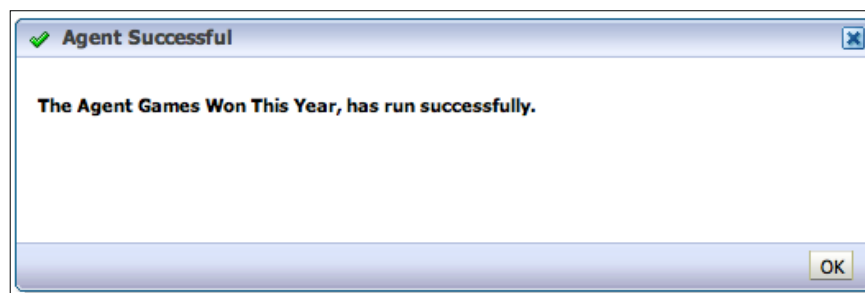 Agent Successful
The Agent Games Won This Year, has run successfully.
OK